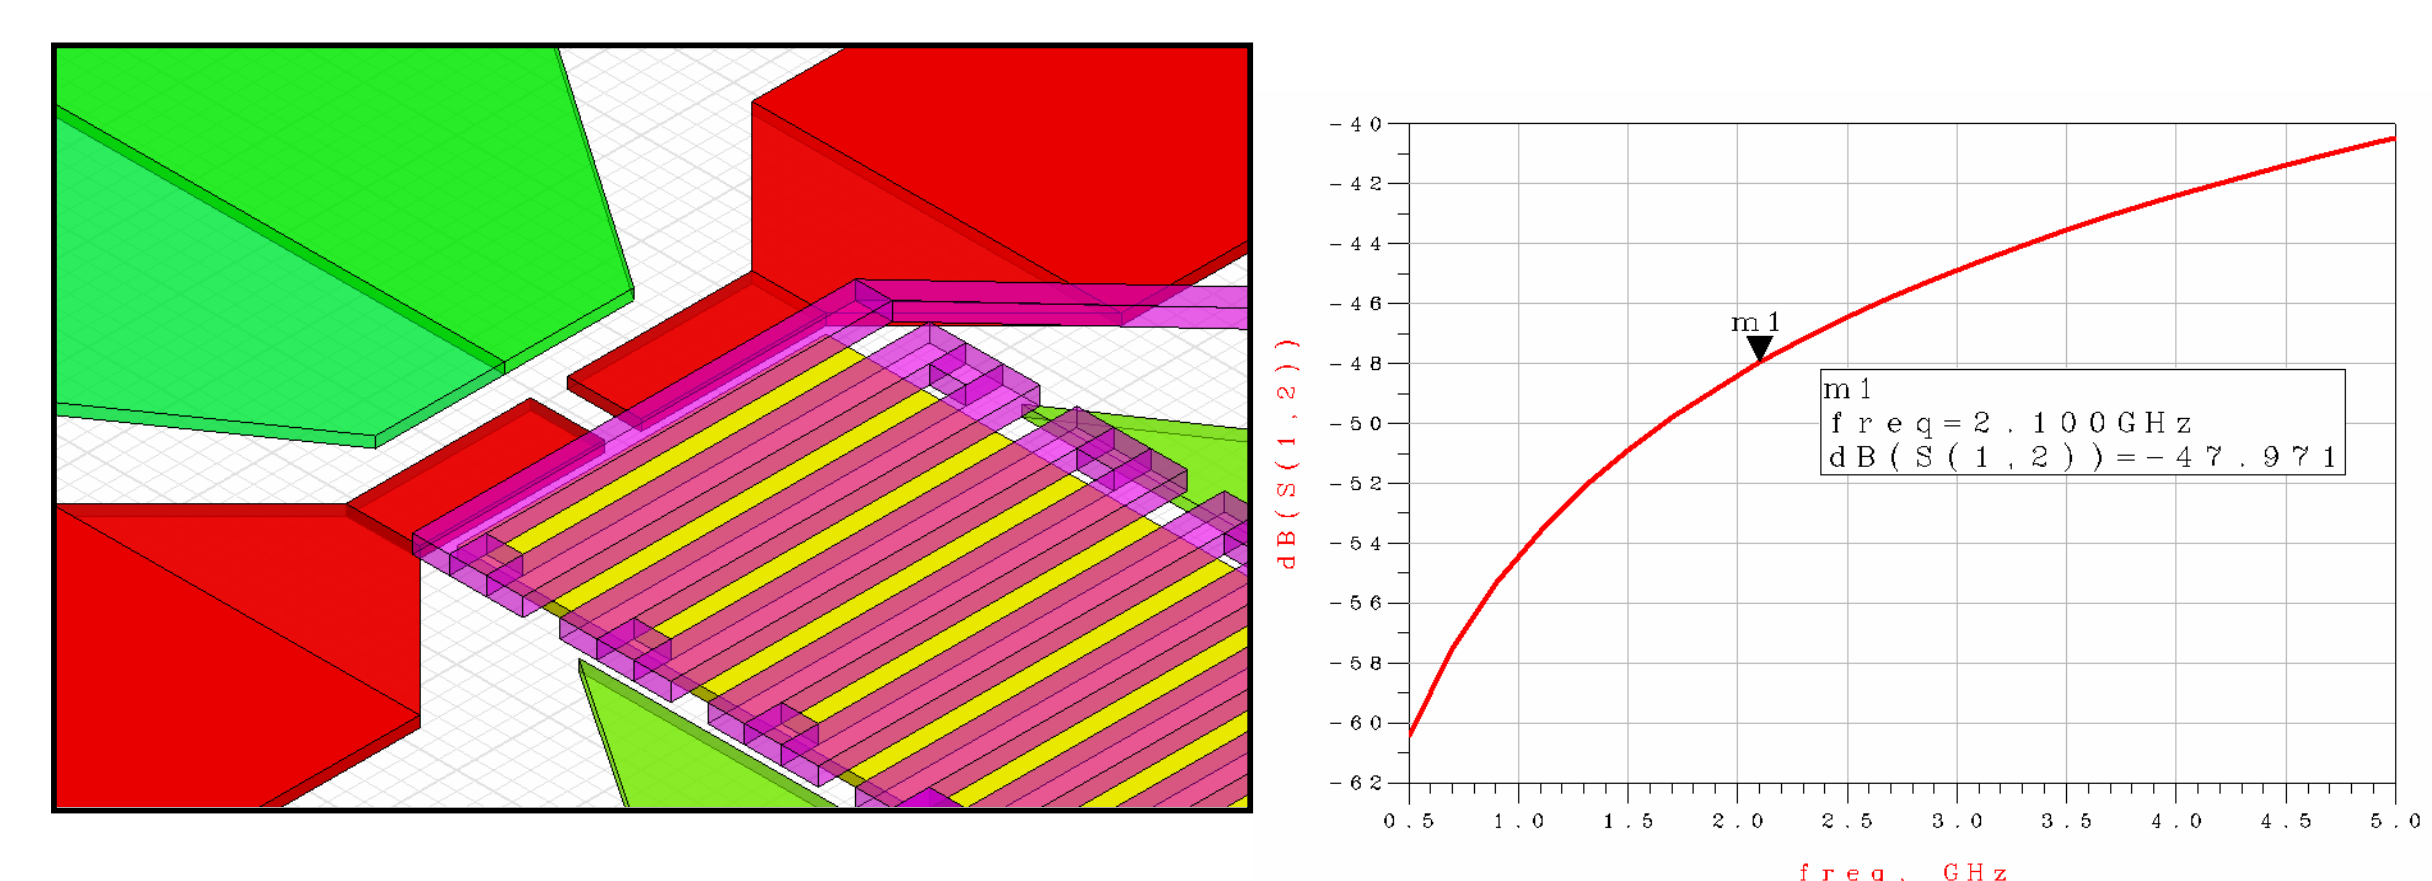 -40
-42
-44
-46
-48
-50
-52
-54
-56
-58
-60
-62
dB(S(1,2))
m1
m1
freq=2.100GHz
dB(S(1,2))=-47.971
0.5 1.0 1.5 2.0 2.5 3.0 3.5 4.0 4.5 5.0
freq, GHz